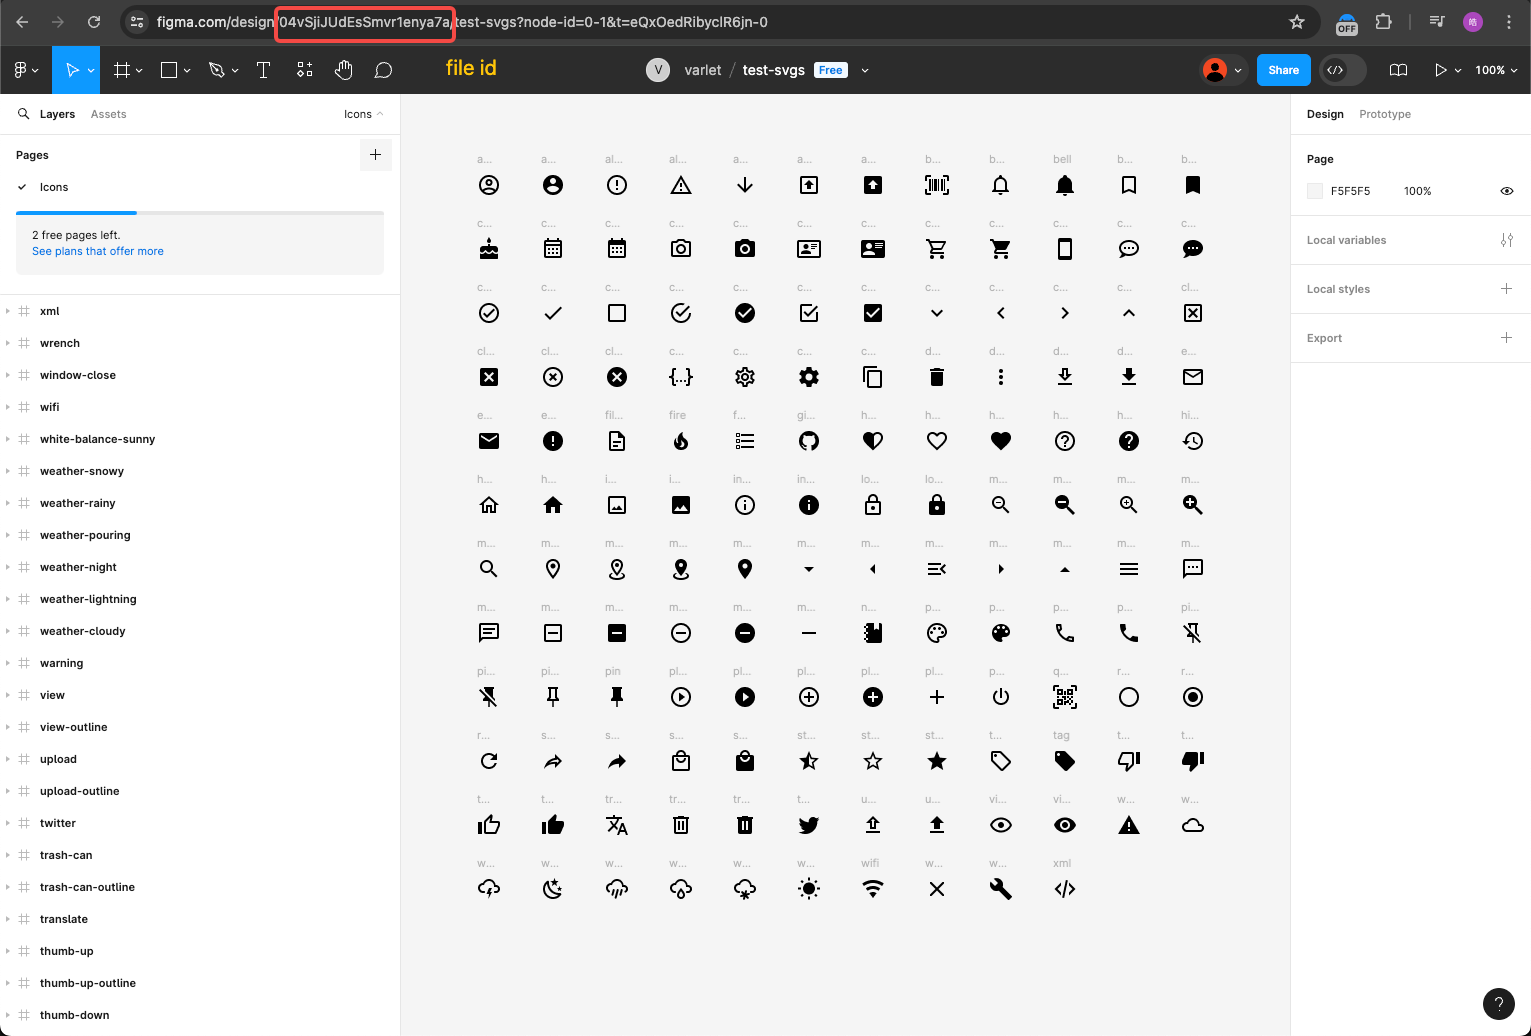 figma.com/design/04vSjiJUdEsSmvr1enya7a/test-svgs?node-id=0-1&t=eQxOedRibyclR6jn-0
OFF
皓
file id
V varlet / test-svgs Free
Share
100%
Layers Assets Icons
Design Prototype
Pages
Icons
2 free pages left.
See plans that offer more
xml
wrench
window-close
wifi
white-balance-sunny
weather-snowy
weather-rainy
weather-pouring
weather-night
weather-lightning
weather-cloudy
warning
view
view-outline
upload
upload-outline
twitter
trash-can
trash-can-outline
translate
thumb-up
thumb-up-outline
thumb-down
a... a... al... al... a... a... a... b... b... bell b... b...
c... c... c... c... c... c... c... c... c... c... c... c...
c... c... c... c... c... c... c... c... c... c... c... cl...
cl... cl... cl... c... c... c... c... d... d... d... d... e...
e... e... fil... fire f... gi... h... h... h... h... h... hi...
h... h... i... i... in... in... lo... lo... m... m... m... m...
m... m... m... m... m... m... m... m... m... m... m... m...
m... m... m... m... m... m... n... p... p... p... p... pi...
pi... pi... pin pl... pl... pl... pl... pl... p... q... r... r...
r... s... s... s... s... st... st... st... t... tag t... t...
t... t... tr... tr... tr... t... u... u... vi... vi... w... w...
w... w... w... w... w... w... wifi w... w... xml
Page
F5F5F5 100%
Local variables
Local styles
Export
?